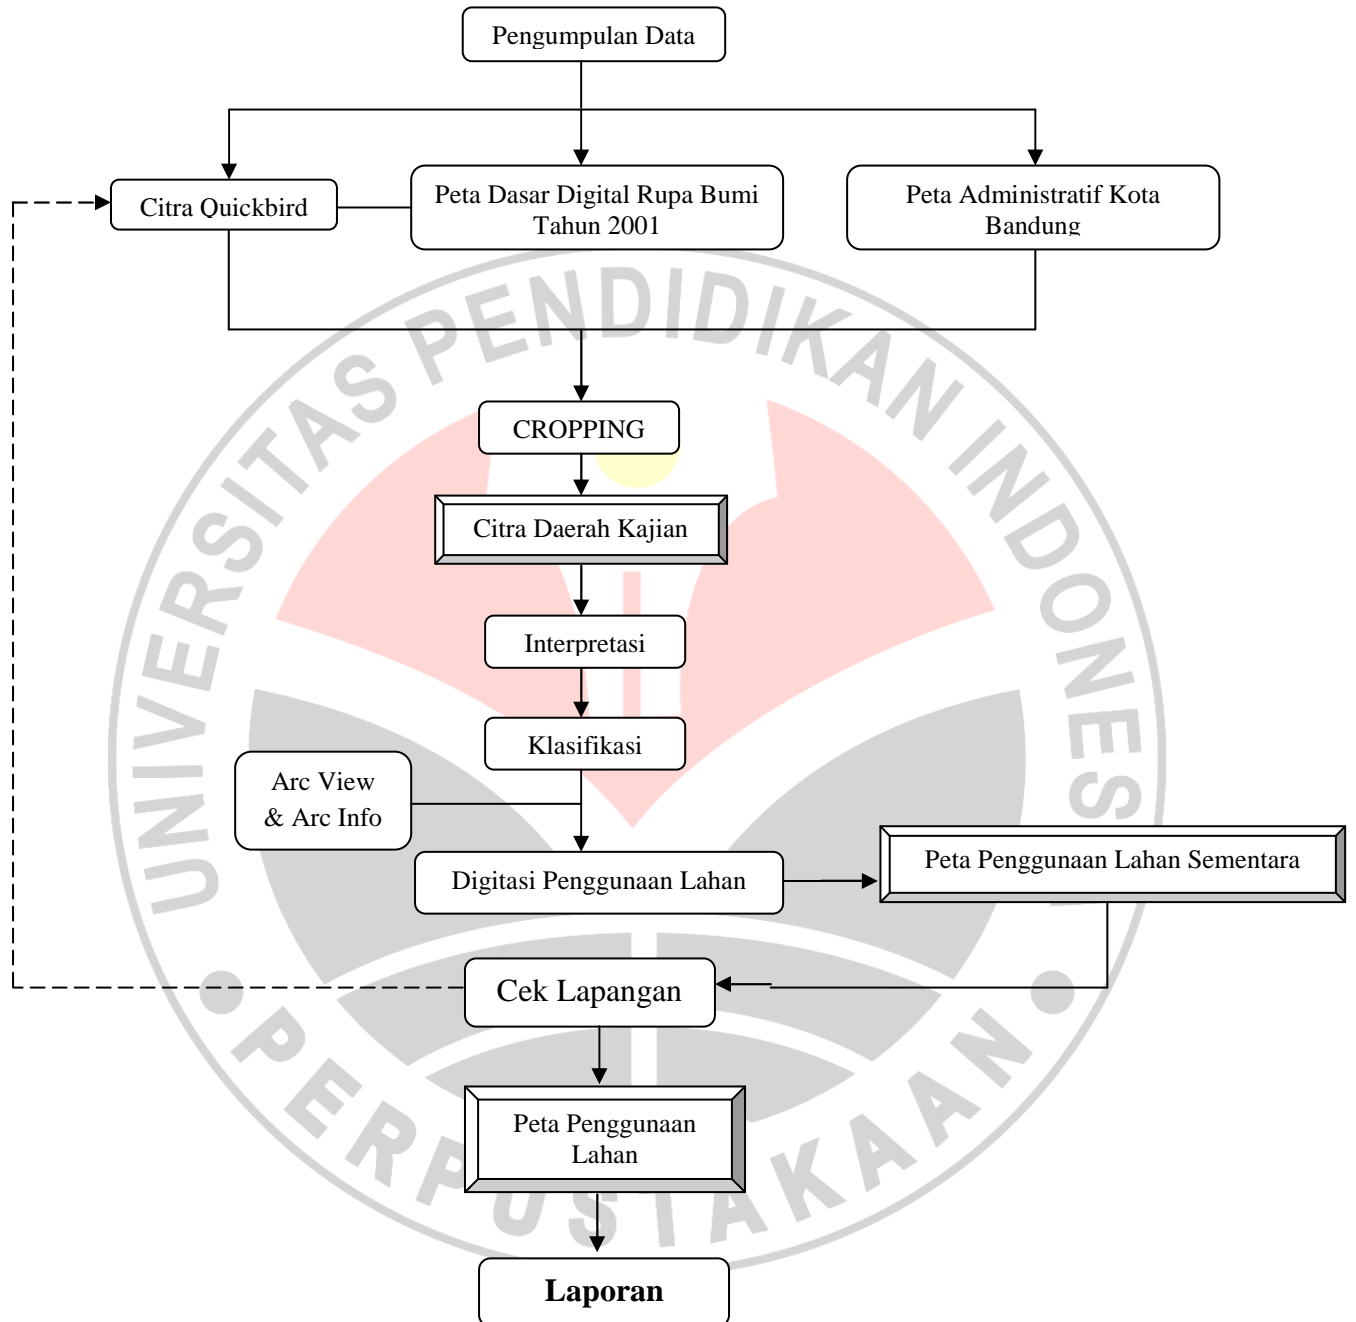 Pengumpulan Data
Citra Quickbird
Peta Dasar Digital Rupa Bumi
Tahun 2001
Peta Administratif Kota
Bandung
UNIVERSITAS PENDIDIKAN INDONESIA
CROPPING
Citra Daerah Kajian
Interpretasi
Klasifikasi
Arc View
& Arc Info
Digitasi Penggunaan Lahan
Peta Penggunaan Lahan Sementara
Cek Lapangan
Peta Penggunaan
Lahan
PERPUSTAKAAN
Laporan